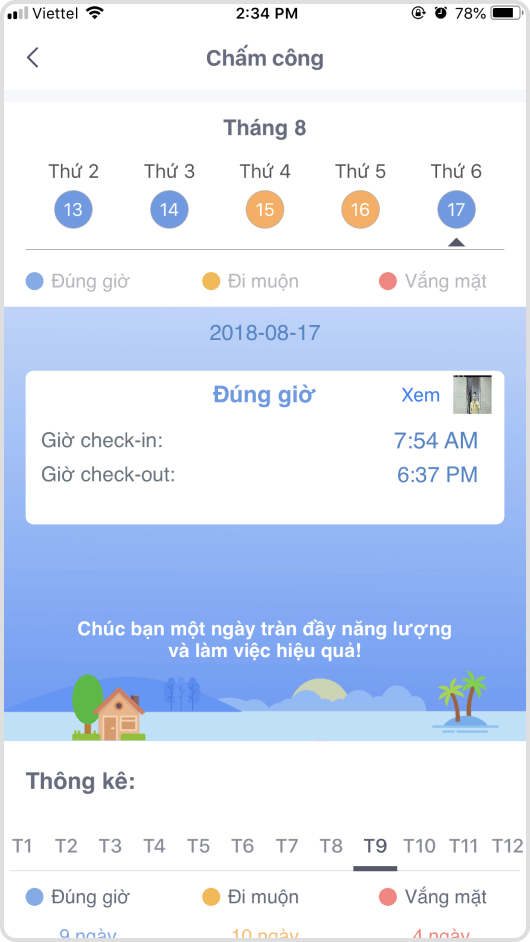 Viettel 2:34 PM 78%
Chấm công
Tháng 8
Thứ 2 Thứ 3 Thứ 4 Thứ 5 Thứ 6
13 14 15 16 17
Đúng giờ Đi muộn Vắng mặt
2018-08-17
Đúng giờ Xem
Giờ check-in: 7:54 AM
Giờ check-out: 6:37 PM
Chúc bạn một ngày tràn đầy năng lượng
và làm việc hiệu quả!
Thông kê:
T1 T2 T3 T4 T5 T6 T7 T8 T9 T10 T11 T12
Đúng giờ Đi muộn Vắng mặt
9 ngày 10 ngày 4 ngày